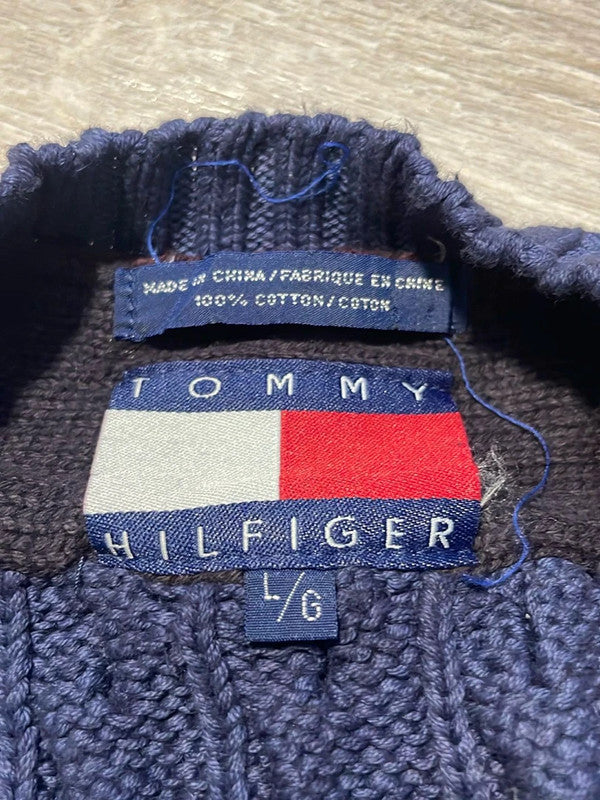 MADE IN CHINA/FABRIQUE EN CHINE
100% COTTON/COTON
TOMMY
HILFIGER
L/G